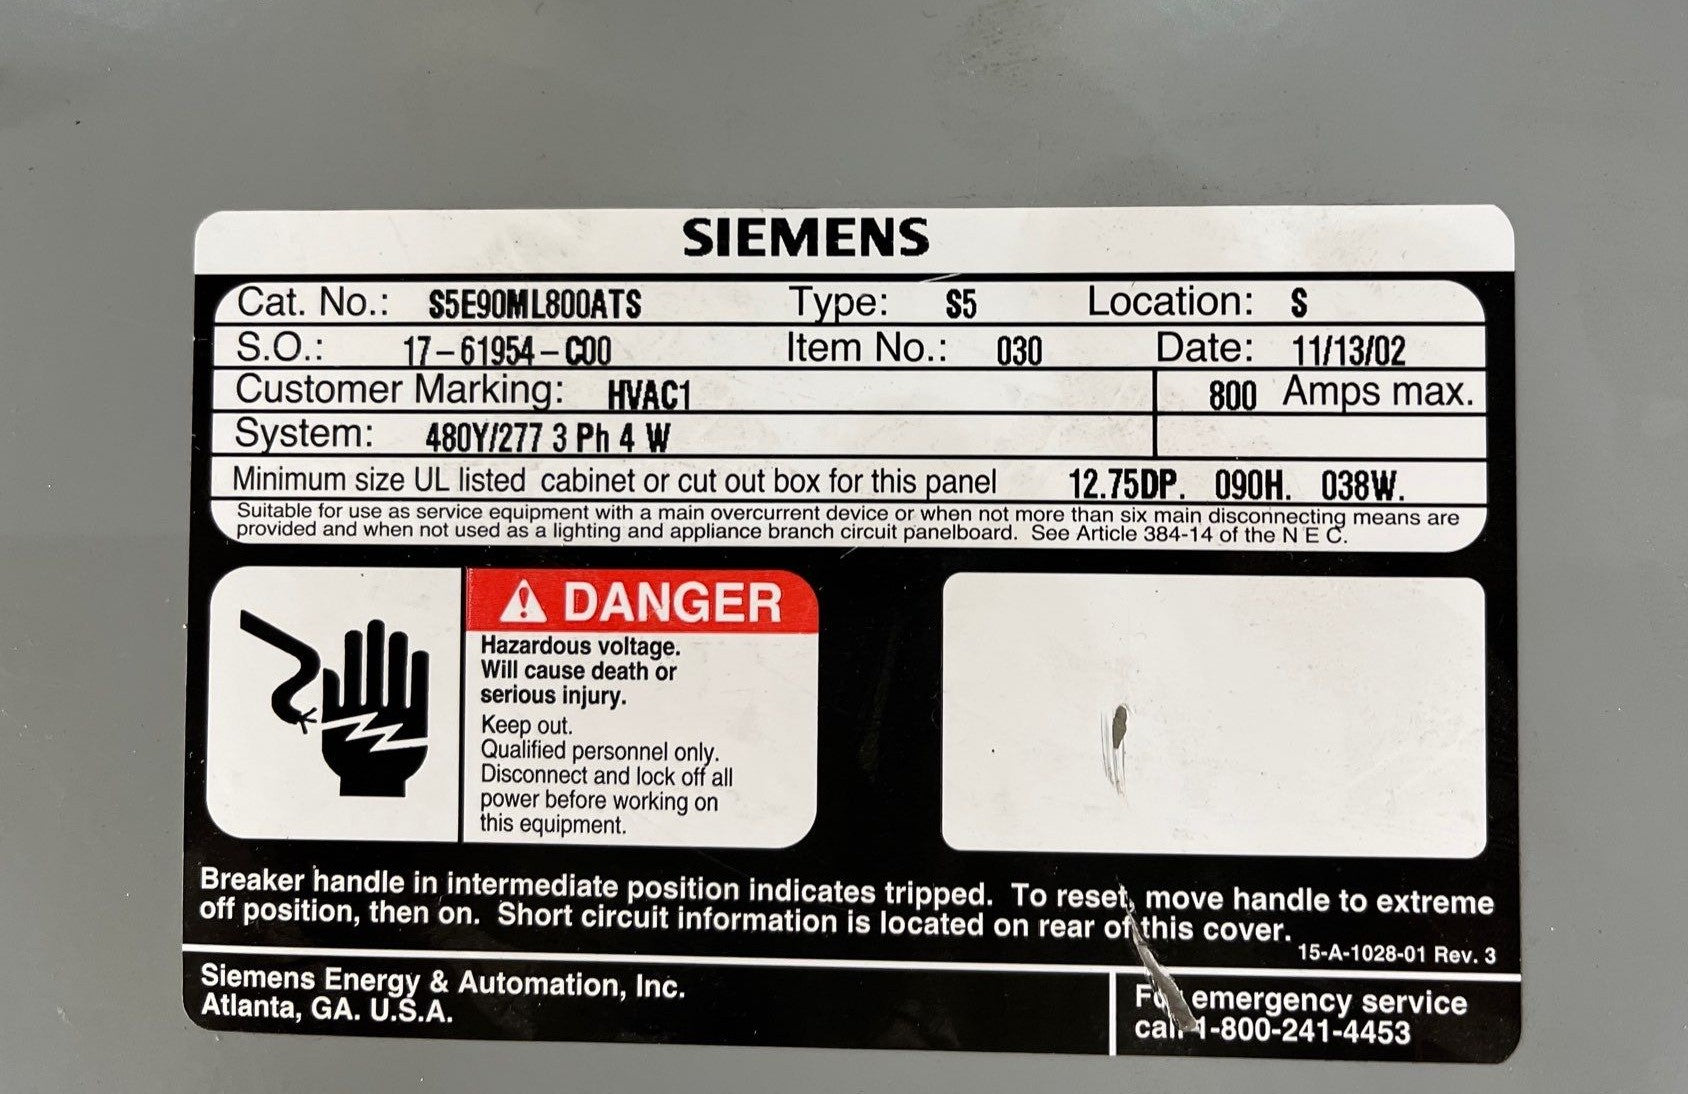 SIEMENS
Cat. No.: S5E90ML800ATS Type: S5 Location: S
S.O.: 17-61954-C00 Item No.: 030 Date: 11/13/02
Customer Marking: HVAC1 800 Amps max.
System: 480Y/277 3 Ph 4 W
Minimum size UL listed cabinet or cut out box for this panel 12.75DP. 090H. 038W.
Suitable for use as service equipment with a main overcurrent device or when not more than six main disconnecting means are
provided and when not used as a lighting and appliance branch circuit panelboard. See Article 384-14 of the N E C.
DANGER
Hazardous voltage.
Will cause death or
serious injury.
Keep out.
Qualified personnel only.
Disconnect and lock off all
power before working on
this equipment.
Breaker handle in intermediate position indicates tripped. To reset, move handle to extreme
off position, then on. Short circuit information is located on rear of this cover.
15-A-1028-01 Rev. 3
Siemens Energy & Automation, Inc.
Atlanta, GA. U.S.A.
For emergency service
call 1-800-241-4453